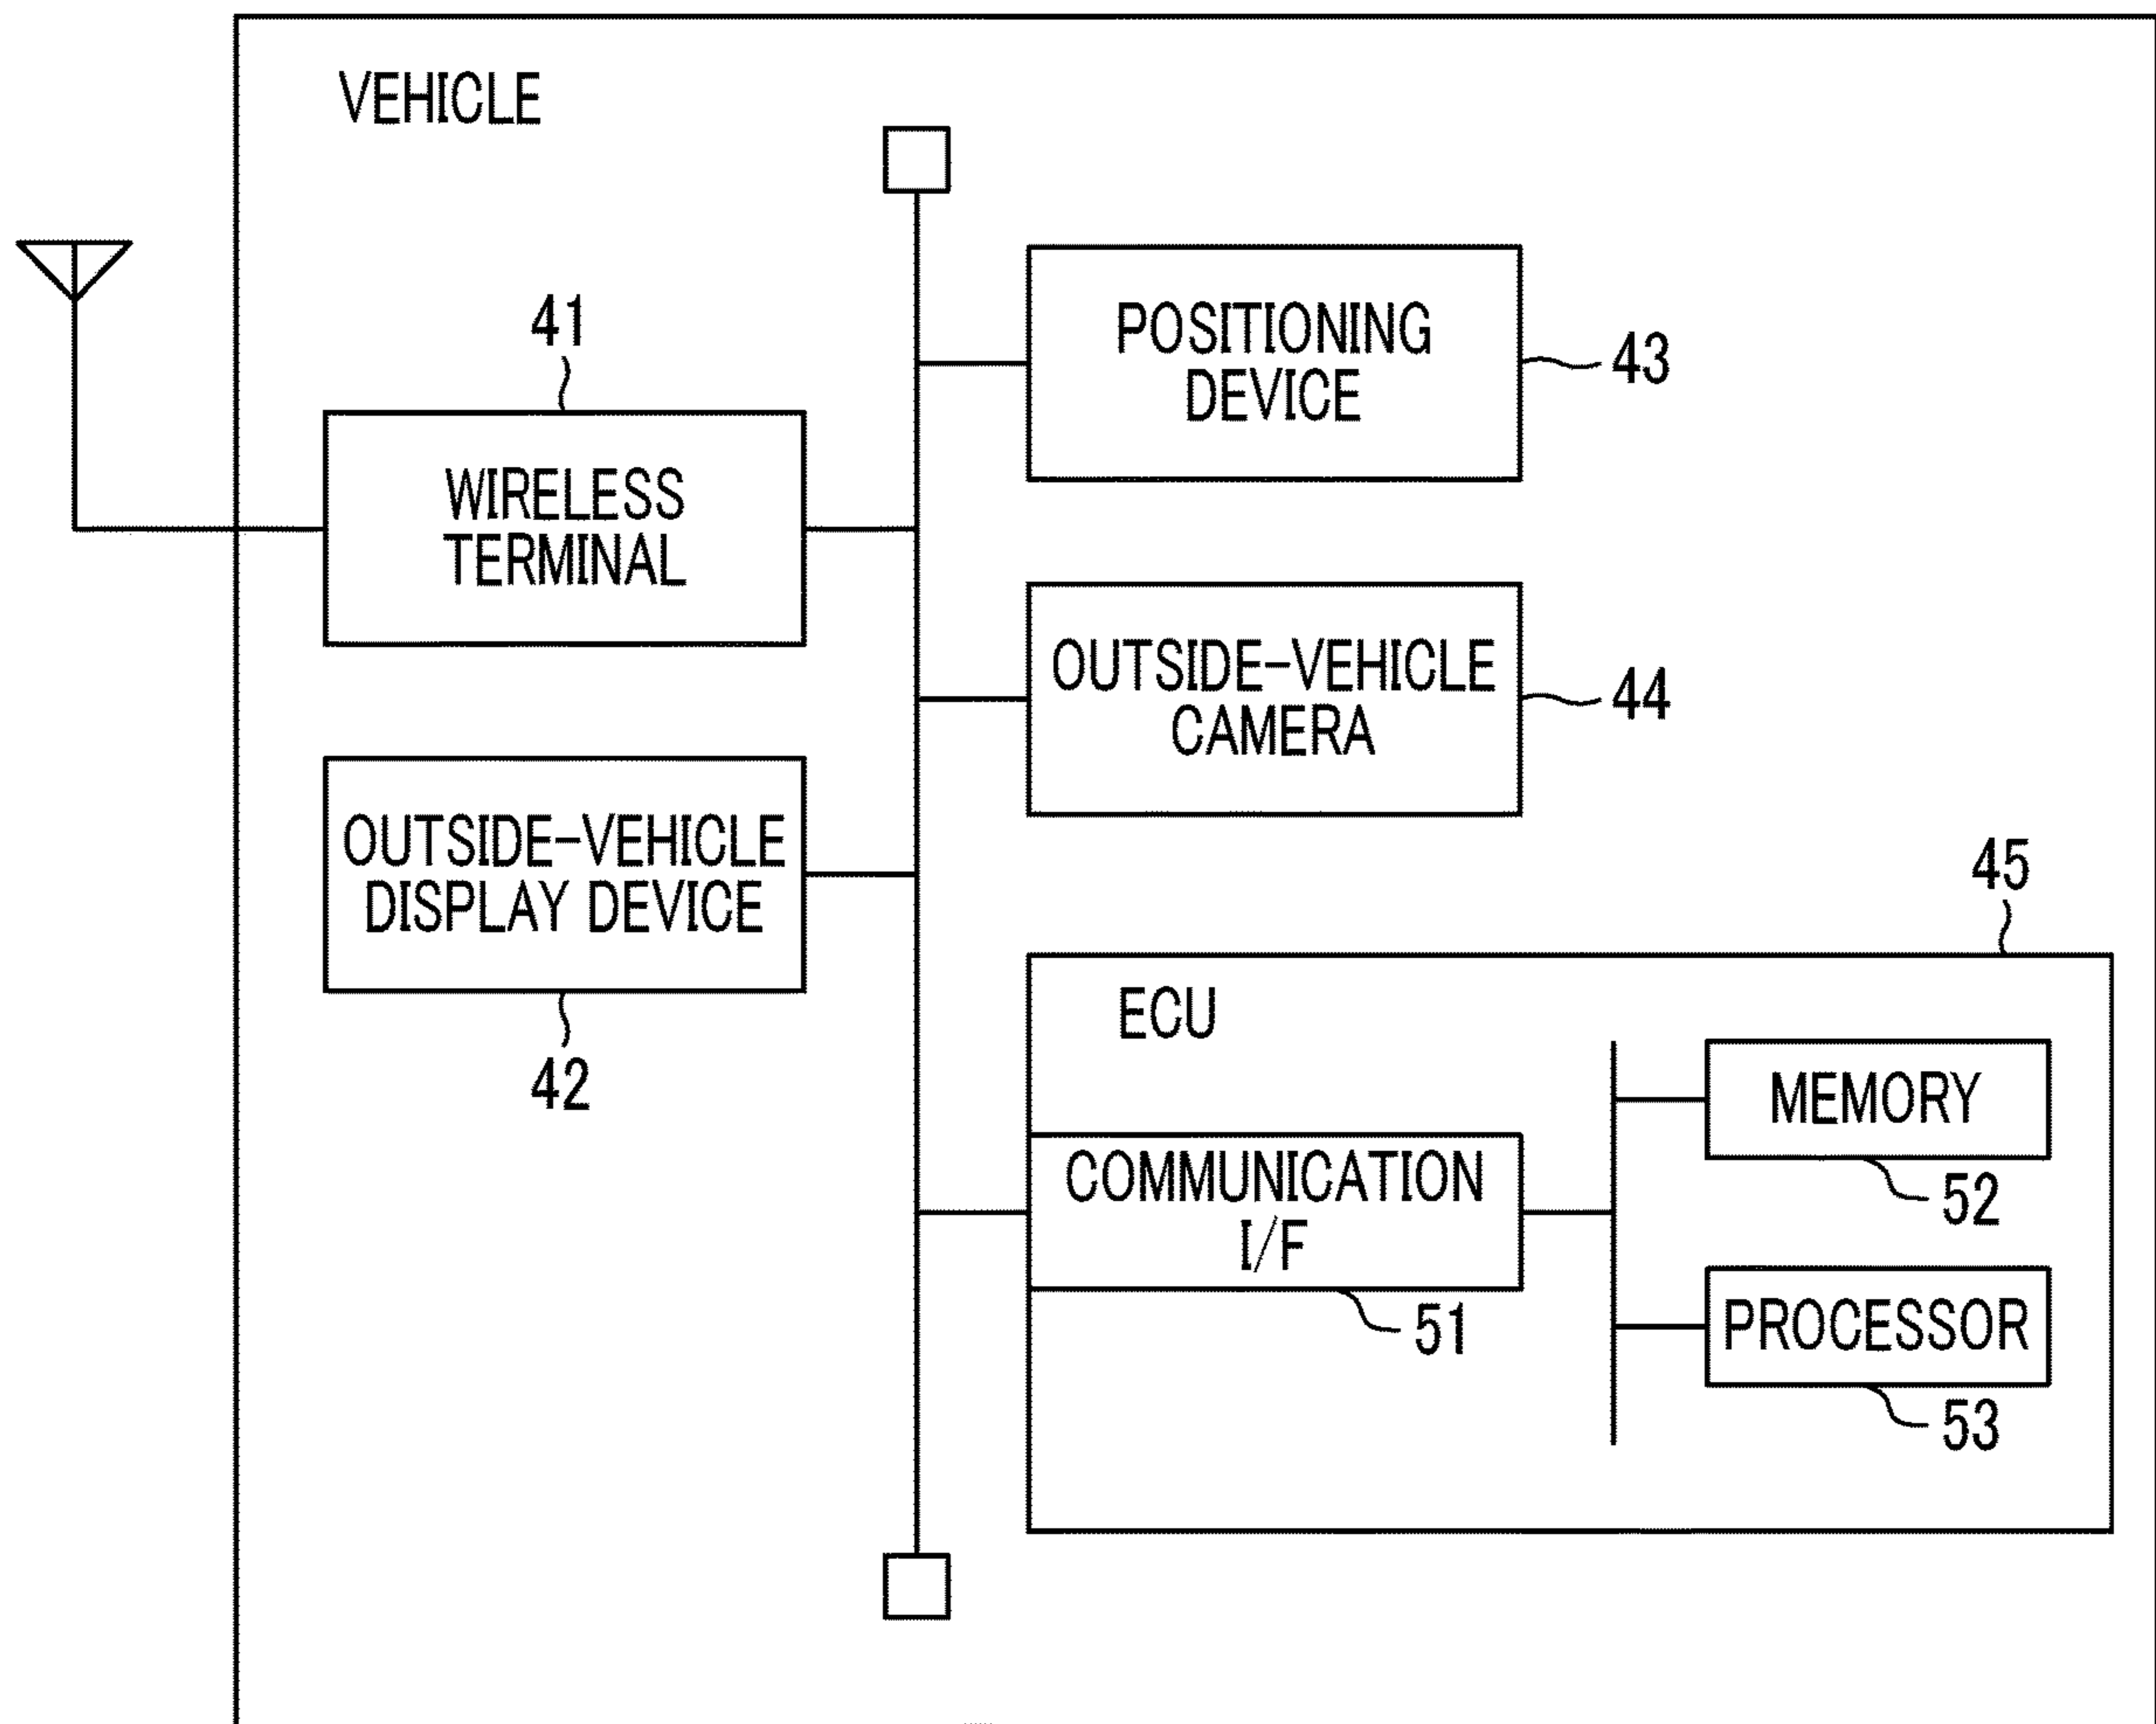 VEHICLE
41
WIRELESS
TERMINAL
POSITIONING
DEVICE
43
OUTSIDE-VEHICLE
CAMERA
44
OUTSIDE-VEHICLE
DISPLAY DEVICE
42
45
ECU
COMMUNICATION
I/F
51
MEMORY
52
PROCESSOR
53